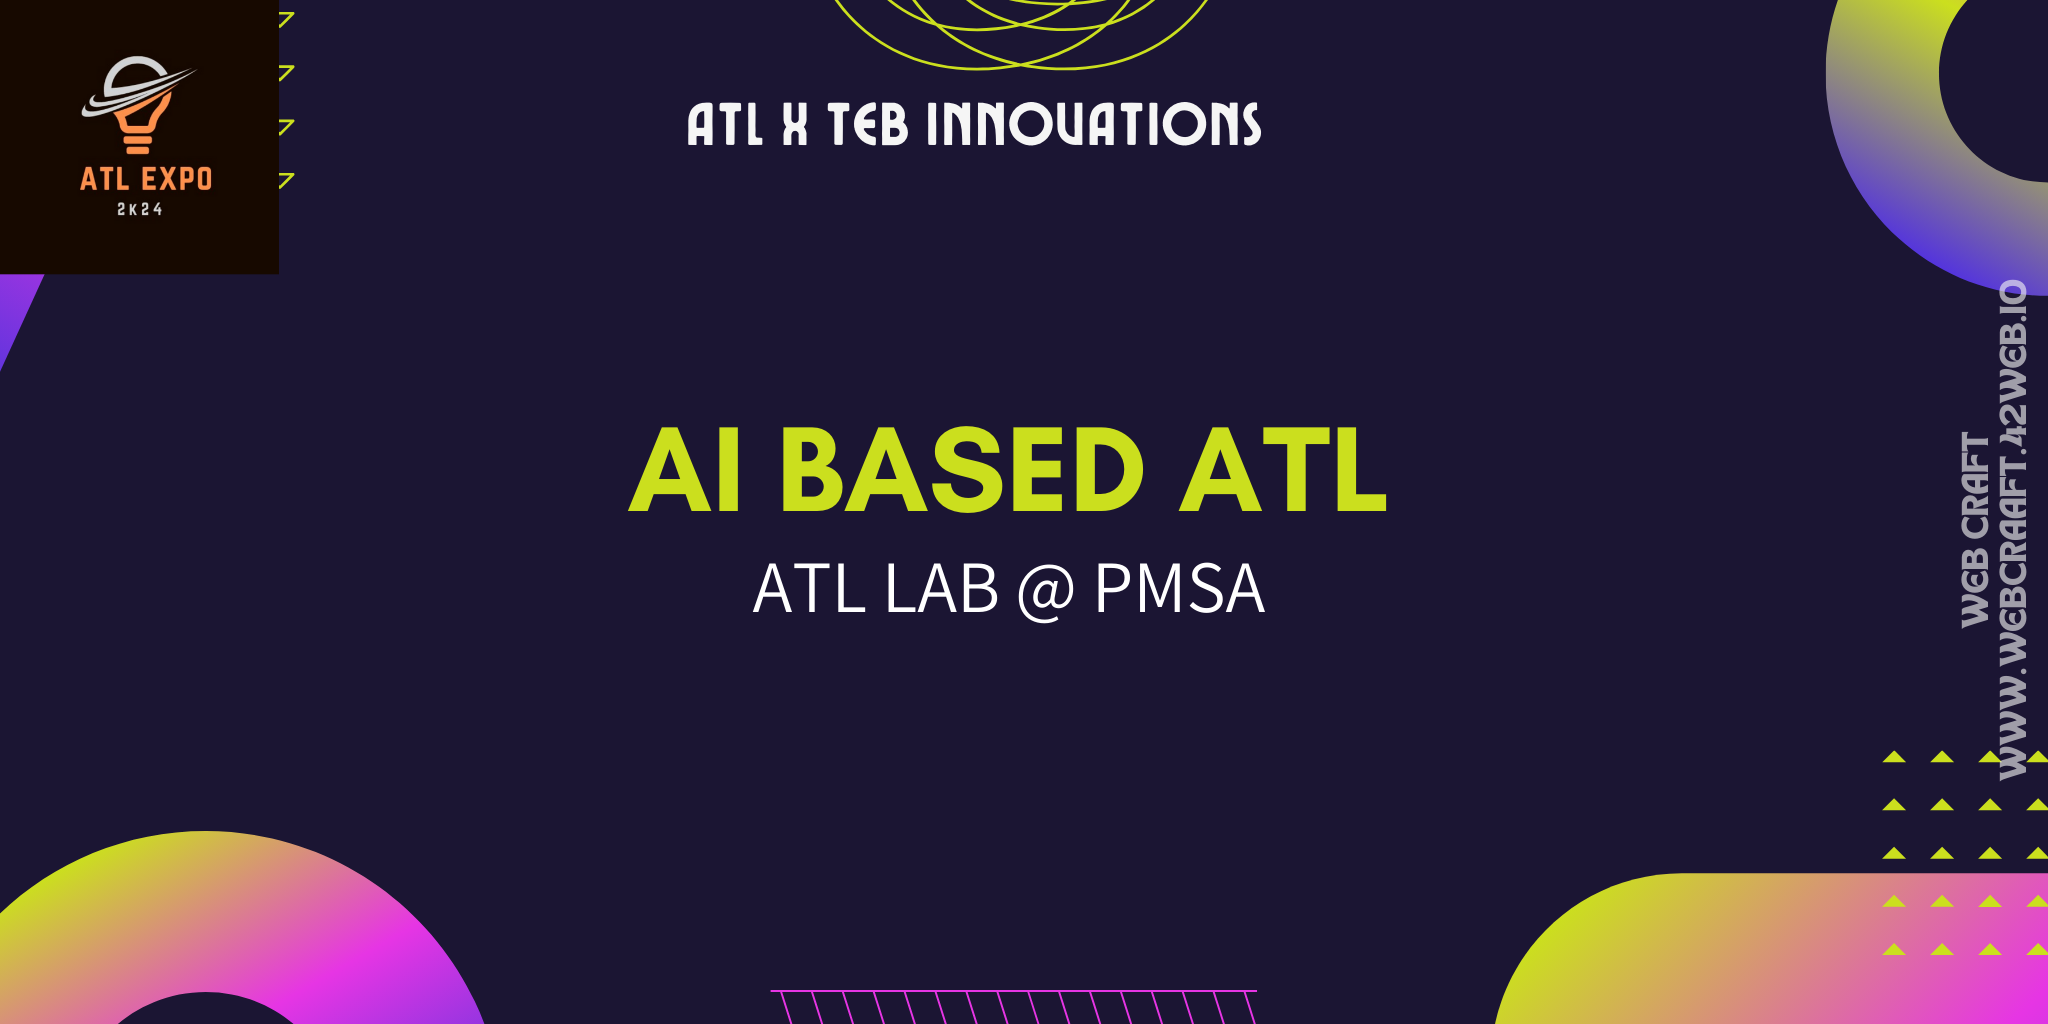 ATL EXPO
2K24
ATL X TEB INNOVATIONS
AI BASED ATL
ATL LAB @ PMSA
WEB CRAFT
WWW.WEBCRAAFT.42WEB.IO